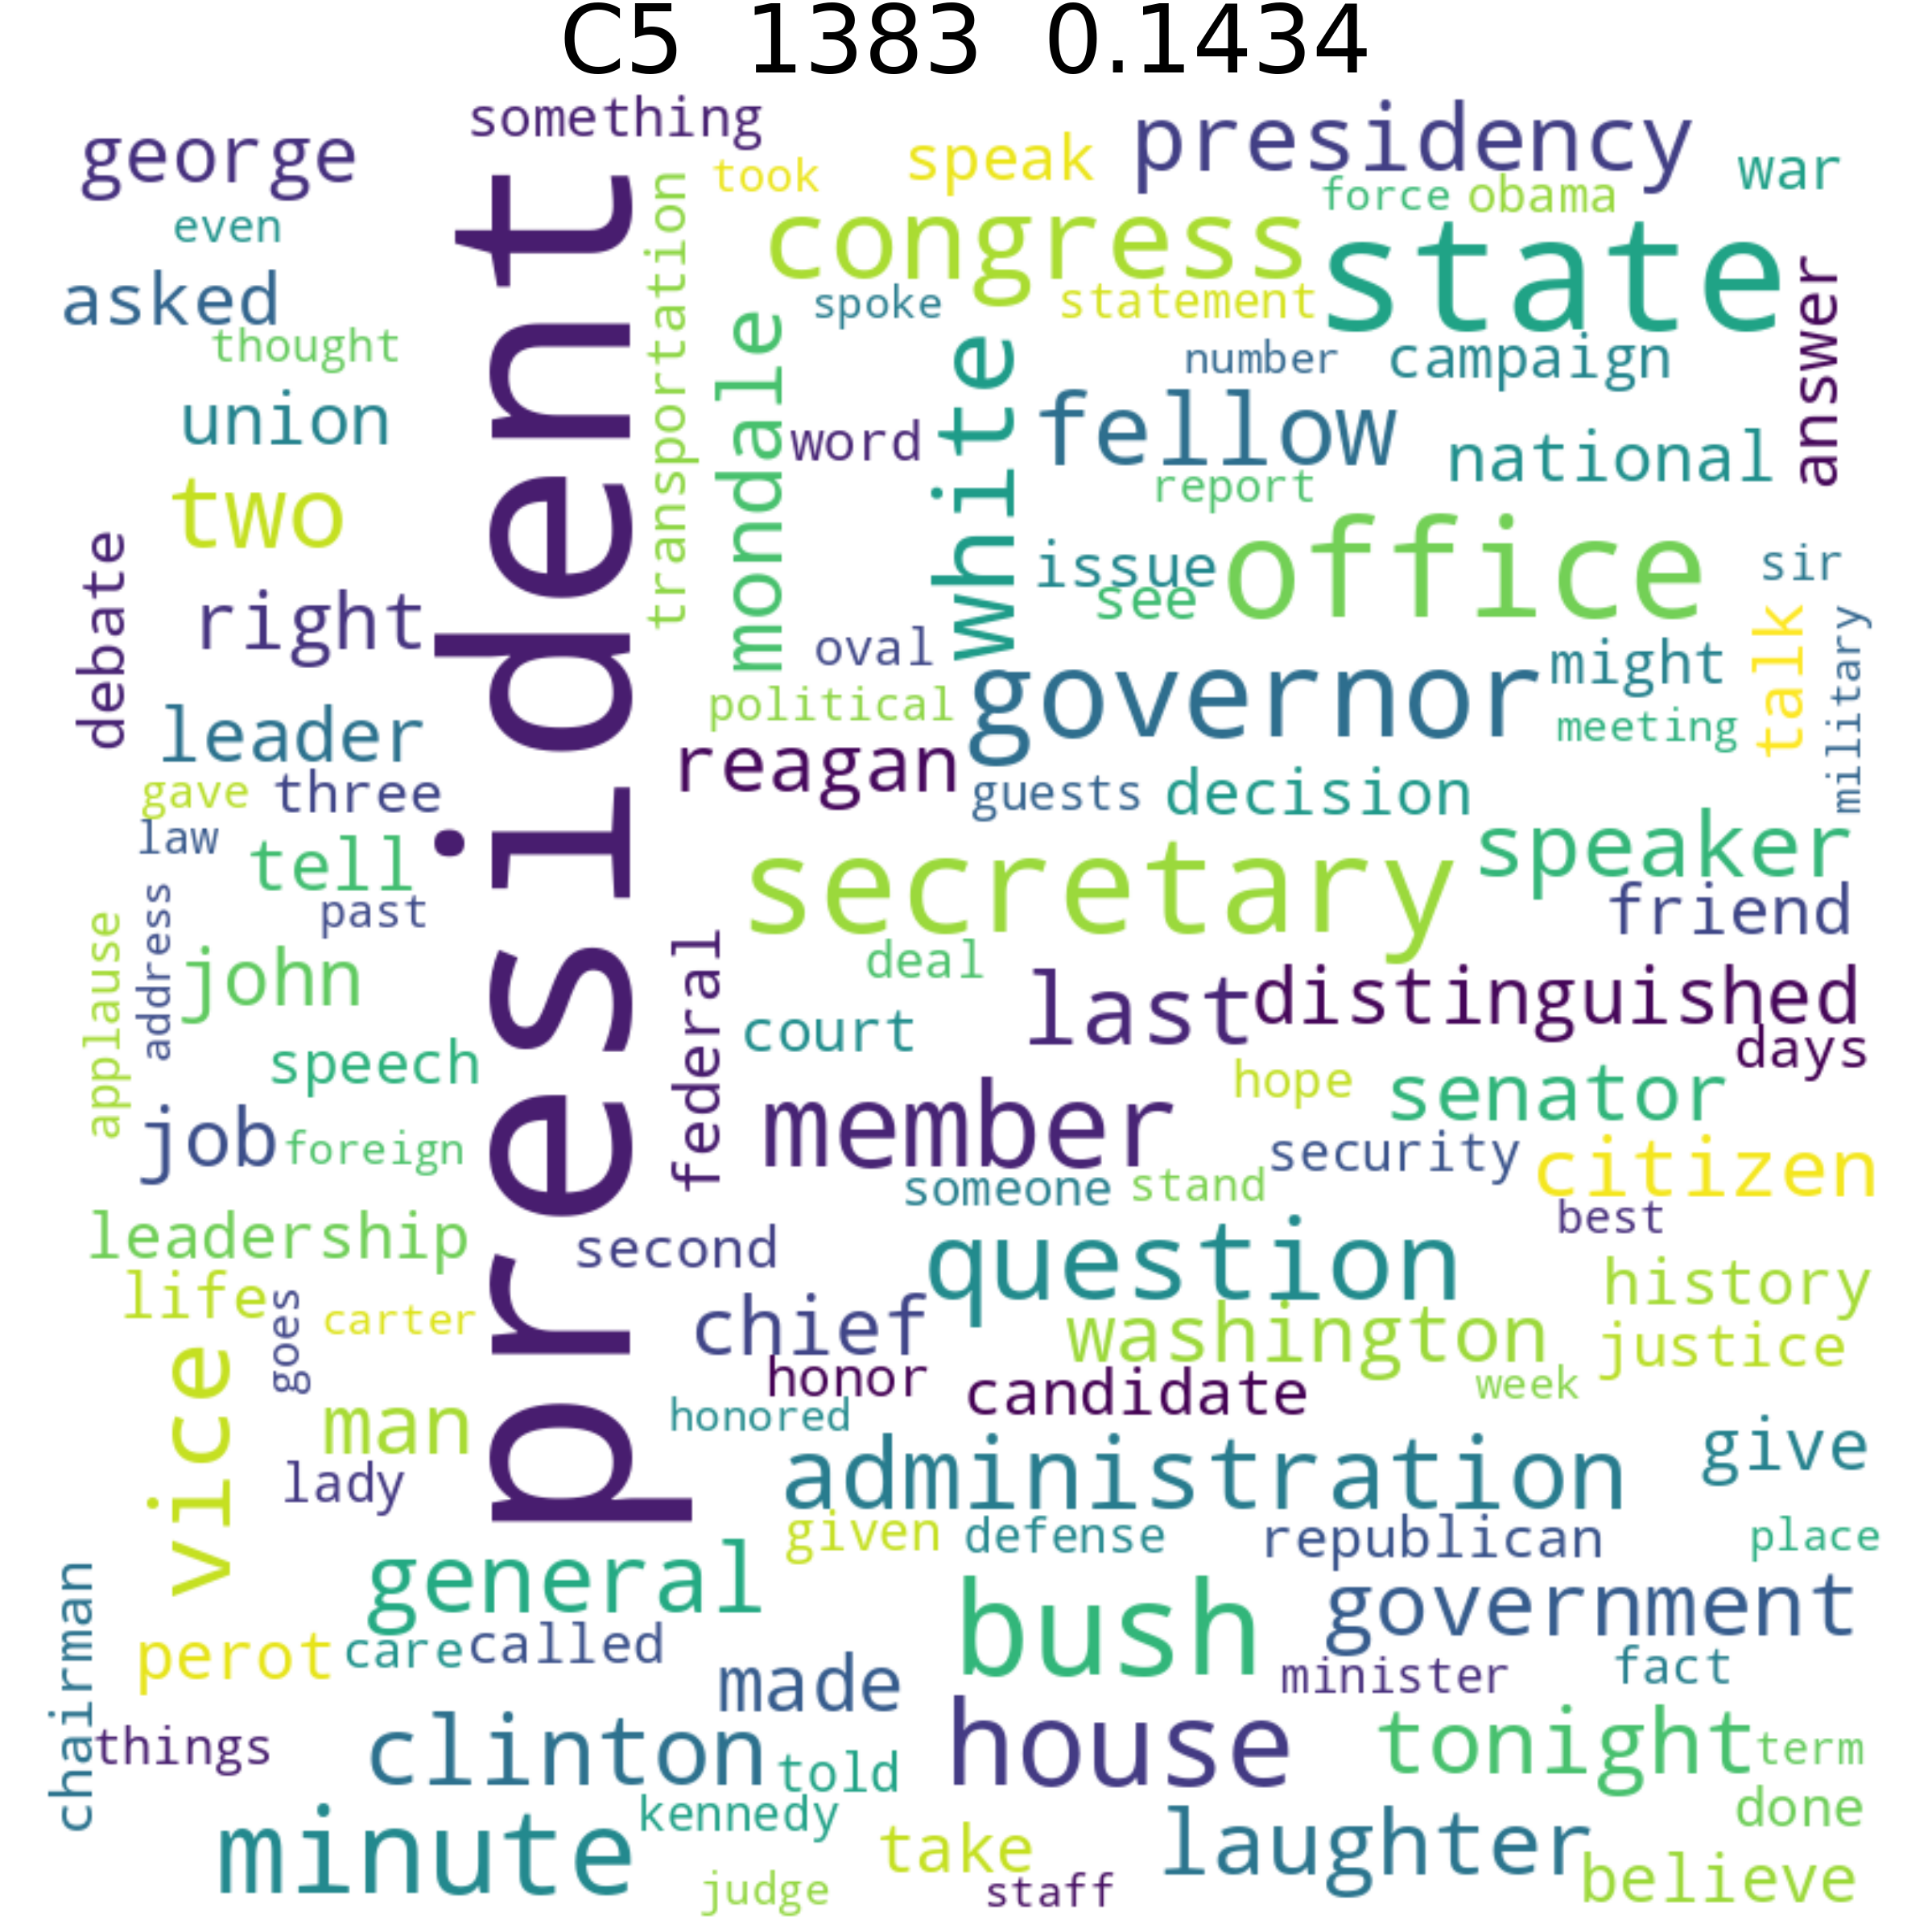 C5 1383 0.1434
something
george
presidency
speak
took
war
force
obama
even
president
transportation
congress
state
asked
spoke
statement
answer
thought
mondale
white
number
campaign
union
word
fellow
national
report
two
debate
issue
office
sir
see
right
oval
might
talk
military
political
governor
leader
meeting
reagan
gave
three
guests
decision
law
tell
speaker
secretary
past
address
friend
applause
john
federal
deal
last
distinguished
court
days
speech
hope
senator
job
foreign
member
security
citizen
someone
stand
best
leadership
second
question
history
life
goes
carter
chief
washington
justice
vice
honor
candidate
week
man
honored
lady
administration
give
given
defense
republican
place
chairman
general
bush
government
perot
care
called
made
minister
fact
things
clinton
told
house
tonight
term
kennedy
done
minute
take
laughter
judge
staff
believe